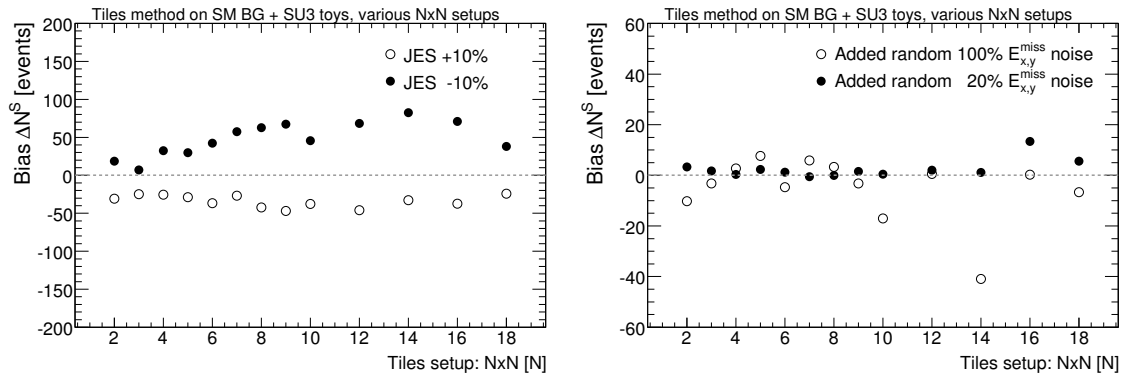 Tiles method on SM BG + SU3 toys, various NxN setups
Bias ΔN^S [events]
200
150
100
50
0
-50
-100
-150
-200
JES +10%
JES -10%
2 4 6 8 10 12 14 16 18
Tiles setup: NxN [N]
Tiles method on SM BG + SU3 toys, various NxN setups
Bias ΔN^S [events]
60
40
20
0
-20
-40
-60
Added random 100% E^miss_x,y noise
Added random 20% E^miss_x,y noise
2 4 6 8 10 12 14 16 18
Tiles setup: NxN [N]